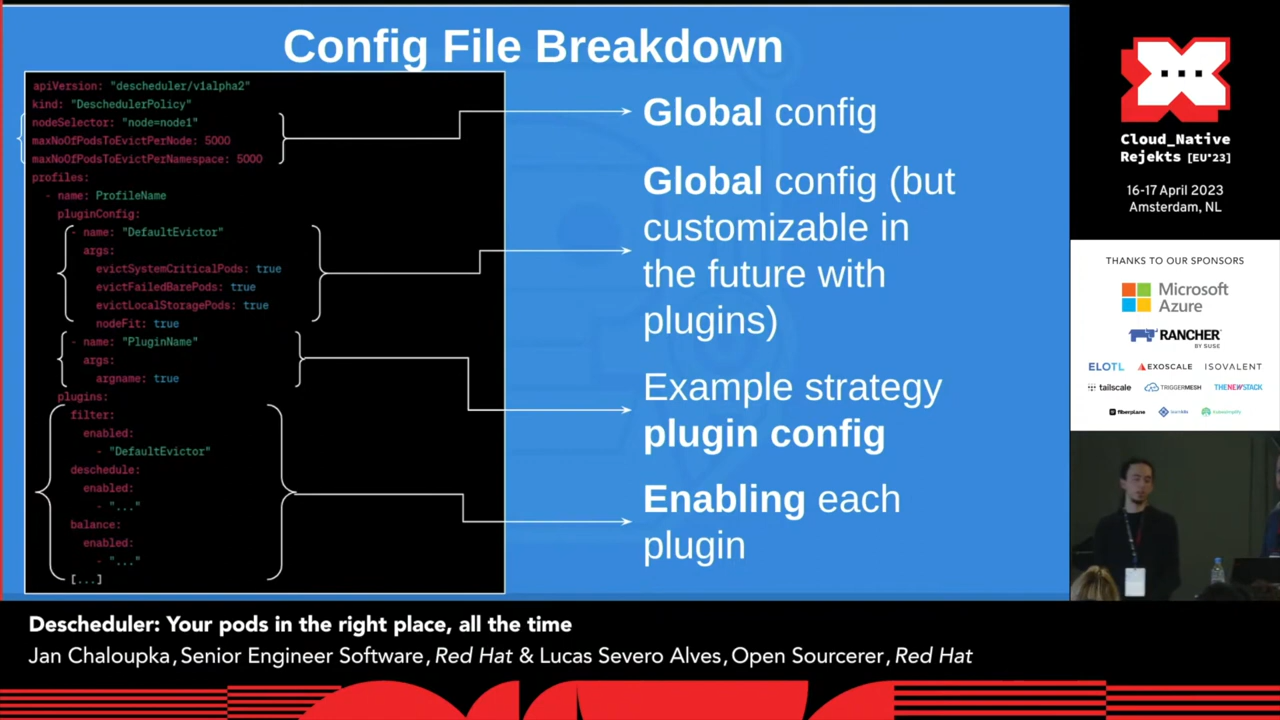 Config File Breakdown
apiVersion: "descheduler/v1alpha2"
kind: "DeschedulerPolicy"
nodeSelector: "node=node1"
maxNoOfPodsToEvictPerNode: 5000
maxNoOfPodsToEvictPerNamespace: 5000
profiles:
- name: ProfileName
pluginConfig:
- name: "DefaultEvictor"
args:
evictSystemCriticalPods: true
evictFailedBarePods: true
evictLocalStoragePods: true
nodeFit: true
- name: "PluginName"
args:
argname: true
plugins:
filter:
enabled:
- "DefaultEvictor"
deschedule:
enabled:
- "..."
balance:
enabled:
- "..."
[...]
Global config
Global config (but
customizable in
the future with
plugins)
Example strategy
plugin config
Enabling each
plugin
Cloud_Native
Rejekts [EU'23]
16-17 April 2023
Amsterdam, NL
THANKS TO OUR SPONSORS
Microsoft
Azure
RANCHER
BY SUSE
ELOTL EXOSCALE ISOVALENT
tailscale TRIGGERMESH THENEWSTACK
fiberplane
Descheduler: Your pods in the right place, all the time
Jan Chaloupka, Senior Engineer Software, Red Hat & Lucas Severo Alves, Open Sourcerer, Red Hat